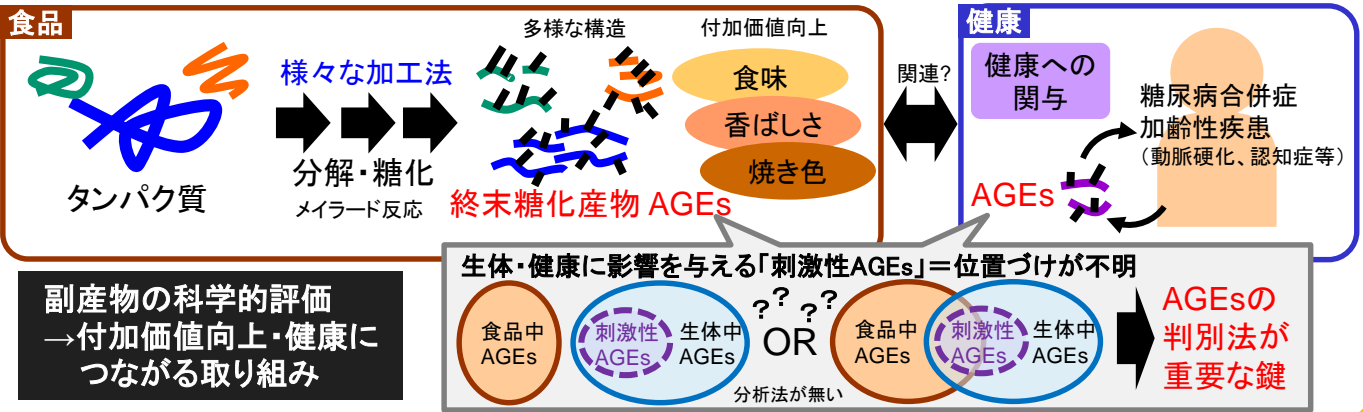 食品
タンパク質
様々な加工法
分解・糖化
メイラード反応
多様な構造
終末糖化産物 AGEs
付加価値向上
食味
香ばしさ
焼き色
関連?
健康
健康への
関与
糖尿病合併症
加齢性疾患
（動脈硬化、認知症等）
AGEs
副産物の科学的評価
→付加価値向上・健康に
つながる取り組み
生体・健康に影響を与える「刺激性AGEs」＝位置づけが不明
食品中
AGEs
刺激性
AGEs
生体中
AGEs
? ? ? ?
OR
分析法が無い
食品中
AGEs
刺激性
AGEs
生体中
AGEs
AGEsの
判別法が
重要な鍵